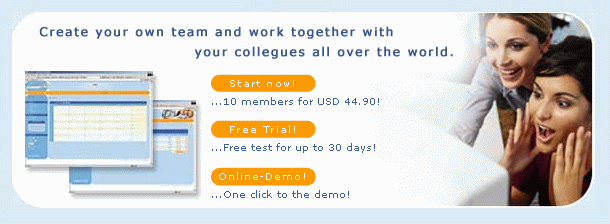 Create your own team and work together with
your collegues all over the world.
Start now!
...10 members for USD 44.90!
Free Trial!
...Free test for up to 30 days!
Online-Demo!
...One click to the demo!